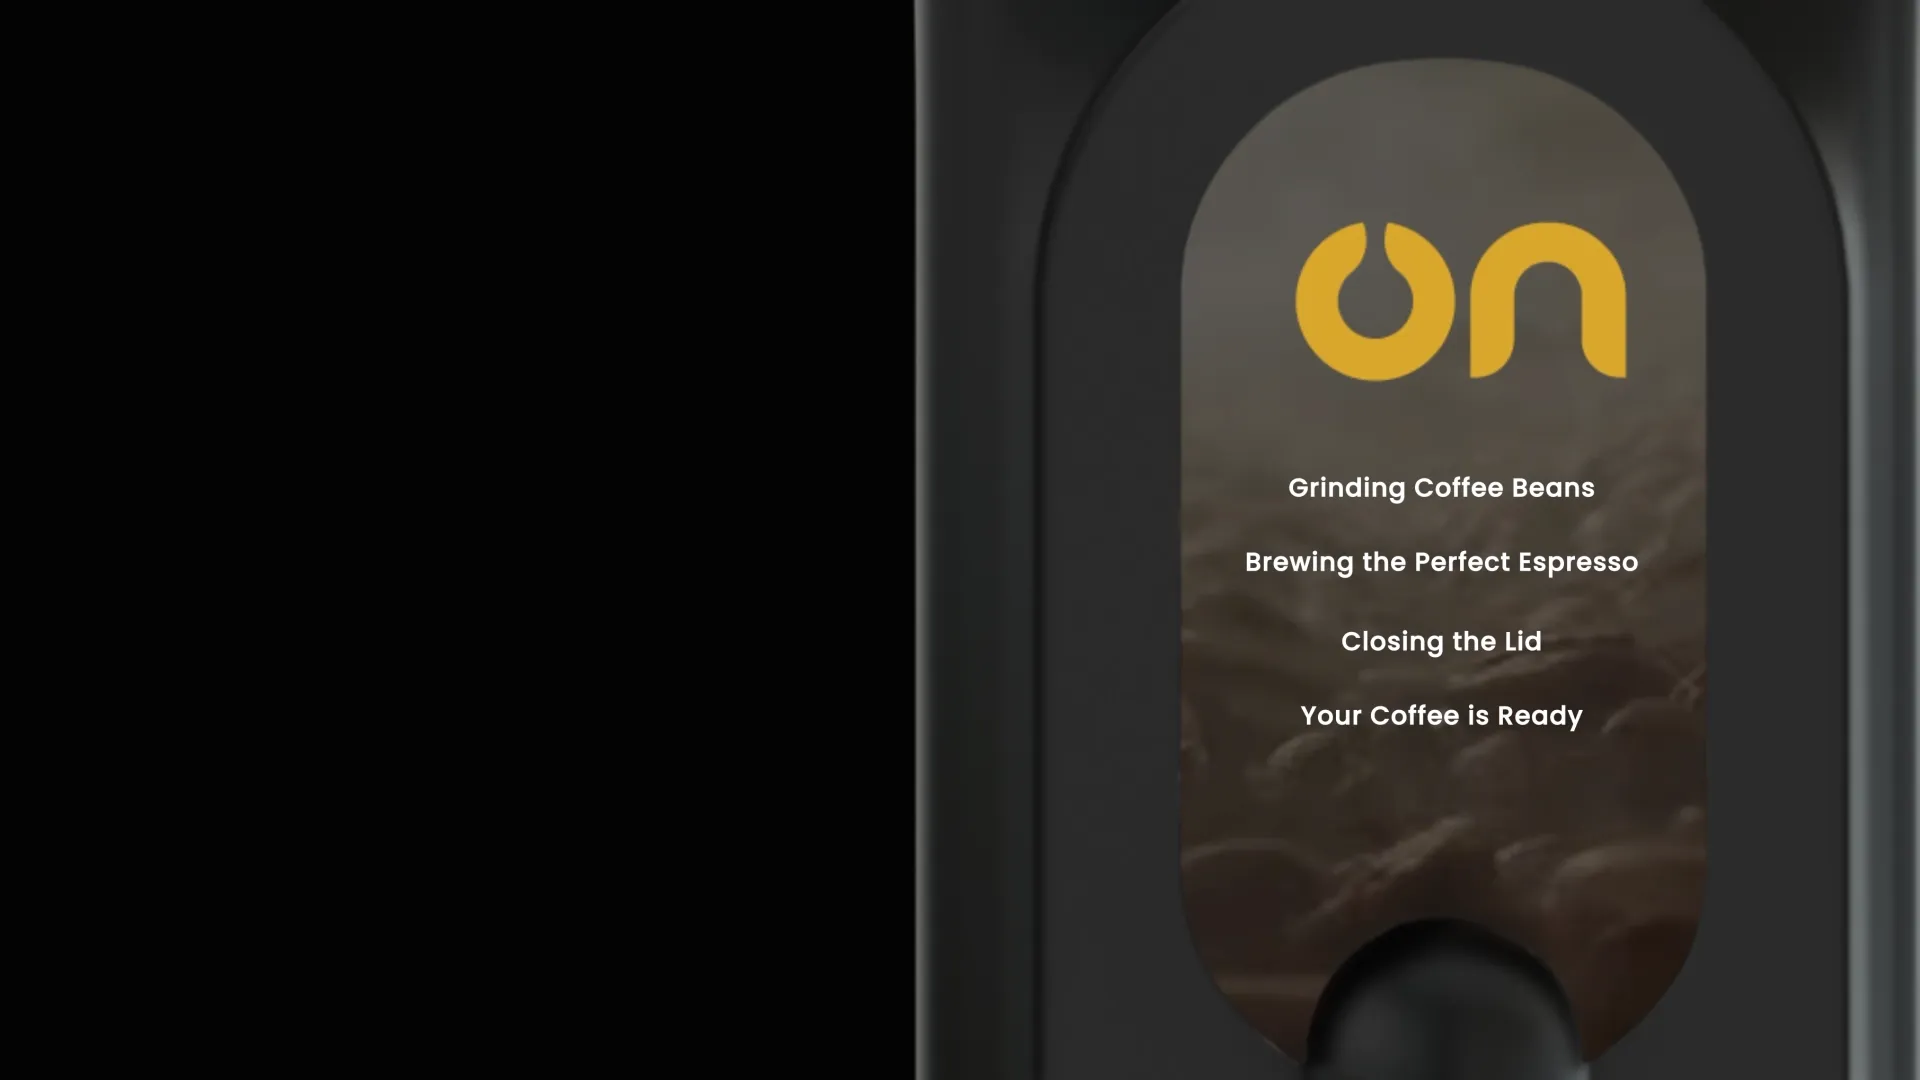 on
Grinding Coffee Beans
Brewing the Perfect Espresso
Closing the Lid
Your Coffee is Ready